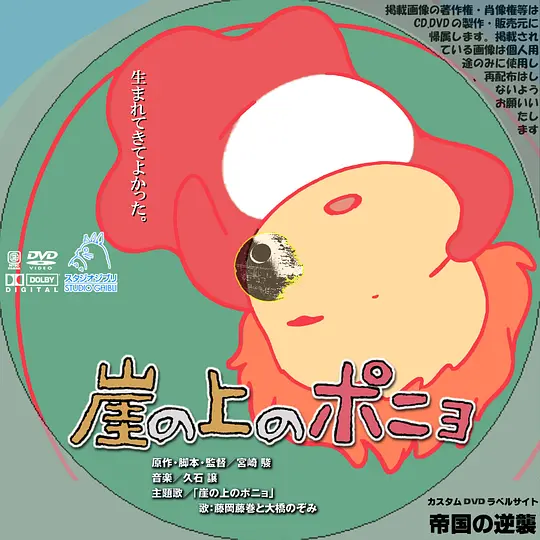 掲載画像の著作権・肖像権等は
CD,DVDの製作・販売元に
帰属します。掲載され
ている画像は個人用
途のみに使用し
、再配布はし
ないよう
お願いい
たし
ます
生まれてきてよかった。
DVD
VIDEO
DOLBY
DIGITAL
スタジオジブリ
STUDIO GHIBLI
崖の上のポニョ
原作・脚本・監督／宮崎 駿
音楽／久石 譲
主題歌／「崖の上のポニョ」
歌：藤岡藤巻と大橋のぞみ
カスタムDVDラベルサイト
帝国の逆襲